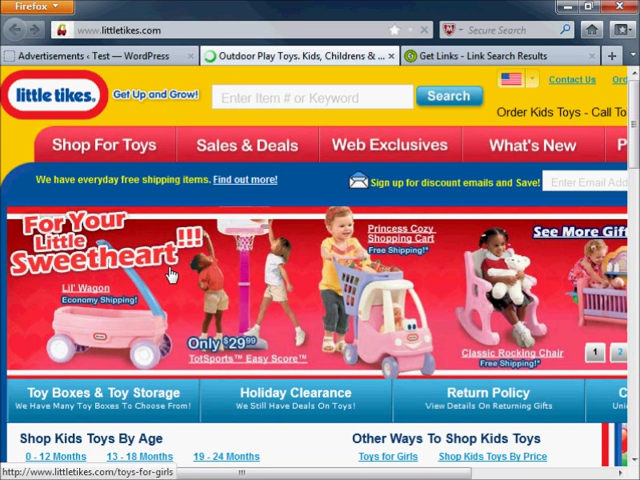 Firefox
www.littletikes.com
Secure Search
Advertisements ‹ Test — WordPress
Outdoor Play Toys. Kids, Childrens & ...
Get Links - Link Search Results
little tikes®
Get Up and Grow!
Enter Item # or Keyword
Search
Contact Us
Order Kids Toys - Call To
Shop For Toys
Sales & Deals
Web Exclusives
What's New
P
We have everyday free shipping items. Find out more!
Sign up for discount emails and Save!
Enter Email Add
For Your
Little
Sweetheart!!!
Lil' Wagon
Economy Shipping!
Only $29.99
TotSports™ Easy Score™
Princess Cozy
Shopping Cart
Free Shipping!*
See More Gif
Classic Rocking Chair
Free Shipping!*
1 2
Toy Boxes & Toy Storage
We Have Many Toy Boxes To Choose From!
Holiday Clearance
We Still Have Deals On Toys!
Return Policy
View Details On Returning Gifts
C
Uni
Shop Kids Toys By Age
0 - 12 Months
13 - 18 Months
19 - 24 Months
Other Ways To Shop Kids Toys
Toys for Girls
Shop Kids Toys By Price
http://www.littletikes.com/toys-for-girls